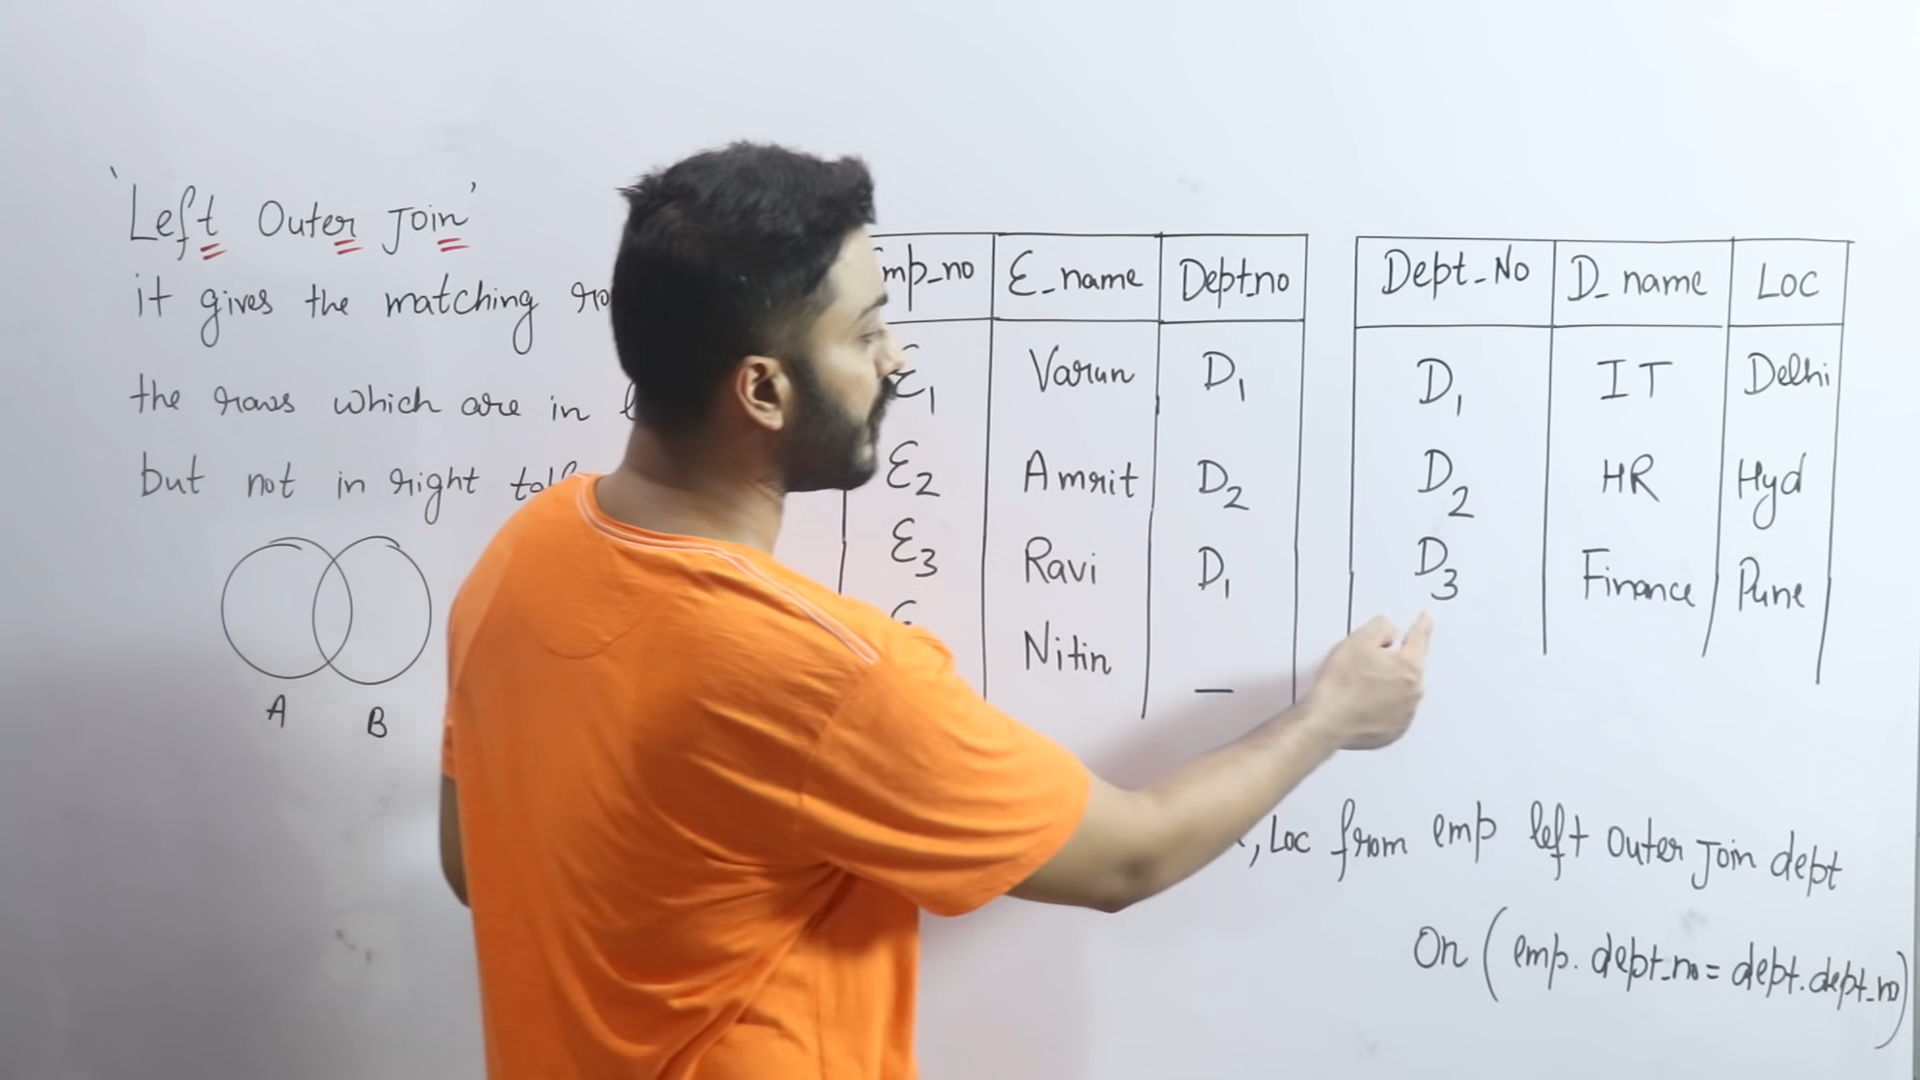 'Left Outer Join'
it gives the matching
the rows which are in
but not in right
A B
E_name Dept_no
E1 Varun D1
E2 Amrit D2
E3 Ravi D1
Nitin —
Dept_No D_name Loc
D1 IT Delhi
D2 HR Hyd
D3 Finance Pune
, Loc from emp left outer join dept
On (emp.dept_no = dept.dept_no)